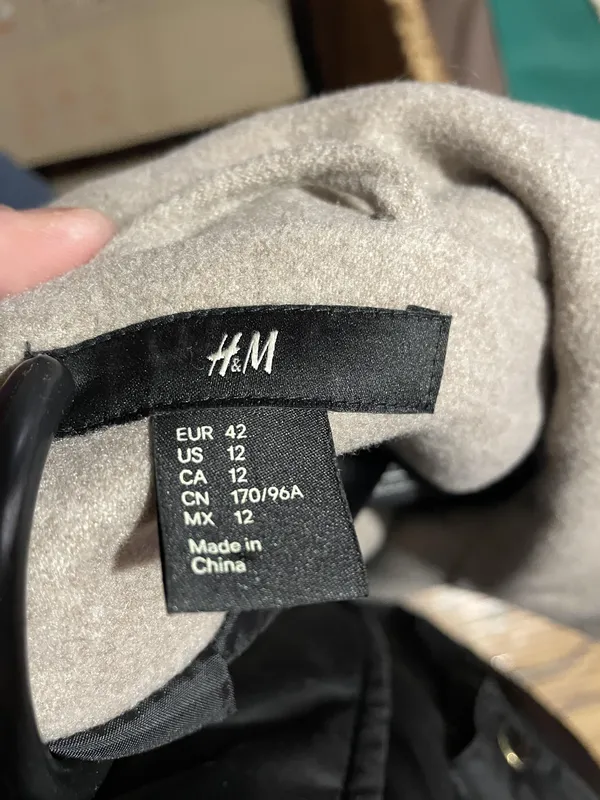 H&M
EUR 42
US 12
CA 12
CN 170/96A
MX 12
Made in
China